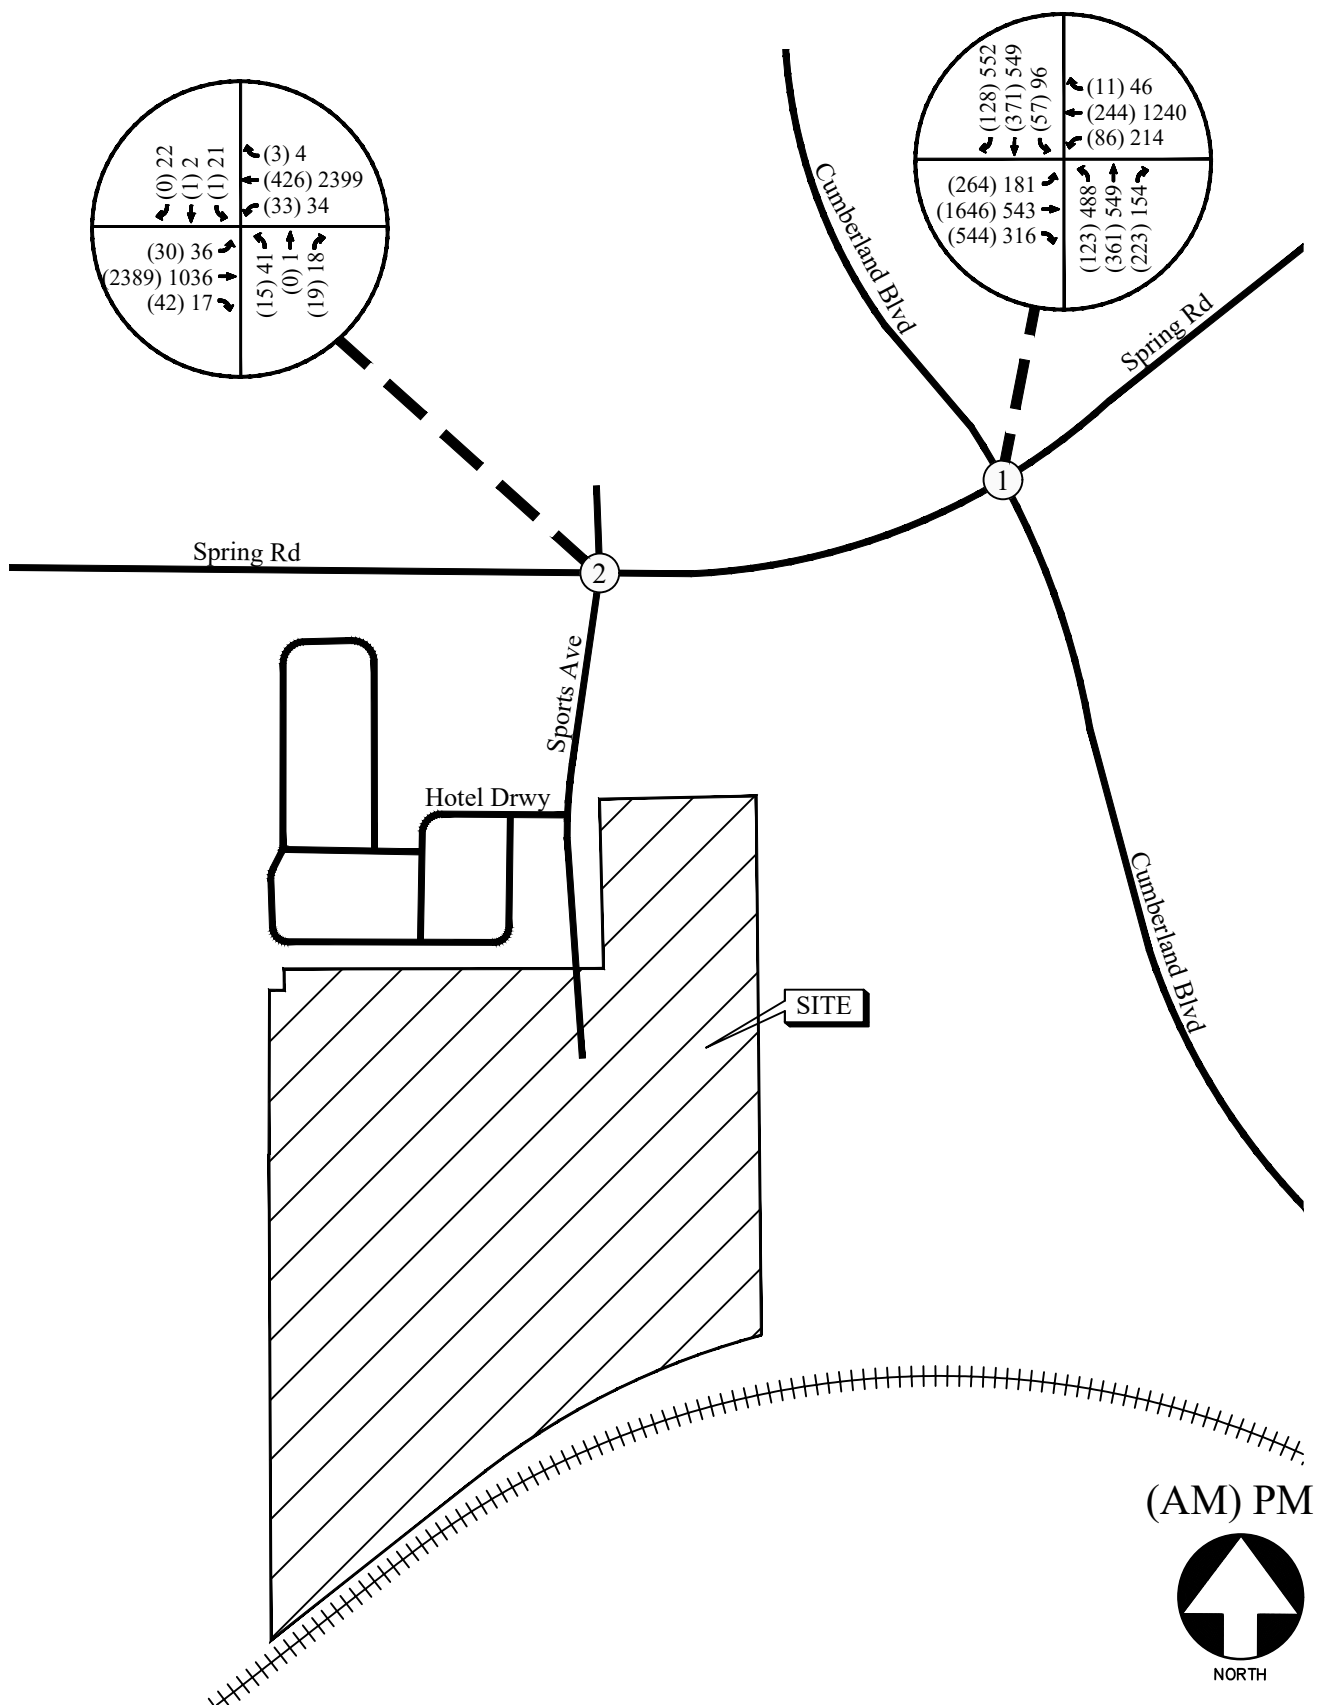 (128) 552
(371) 549
(57) 96
(11) 46
(244) 1240
(86) 214
(264) 181
(1646) 543
(544) 316
(123) 488
(361) 549
(223) 154
(0) 22
(1) 2
(1) 21
(3) 4
(426) 2399
(33) 34
(30) 36
(2389) 1036
(42) 17
(15) 41
(0) 1
(19) 18
Cumberland Blvd
Spring Rd
1
Spring Rd
2
Sports Ave
Hotel Drwy
Cumberland Blvd
SITE
(AM) PM
NORTH